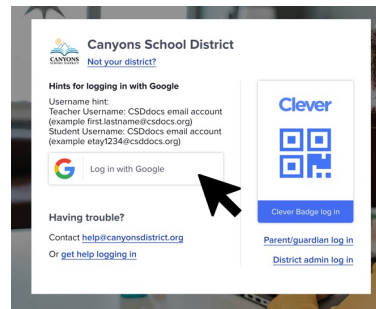 Canyons School District
CANYONS
SCHOOL DISTRICT
Not your district?
Hints for logging in with Google
Username hint:
Teacher Username: CSDdocs email account
(example first.lastname@csdocs.org)
Student Username: CSDdocs email account
(example etay1234@csddocs.org)
Log in with Google
Having trouble?
Contact help@canyonsdistrict.org
Or get help logging in
Clever
Clever Badge log in
Parent/guardian log in
District admin log in